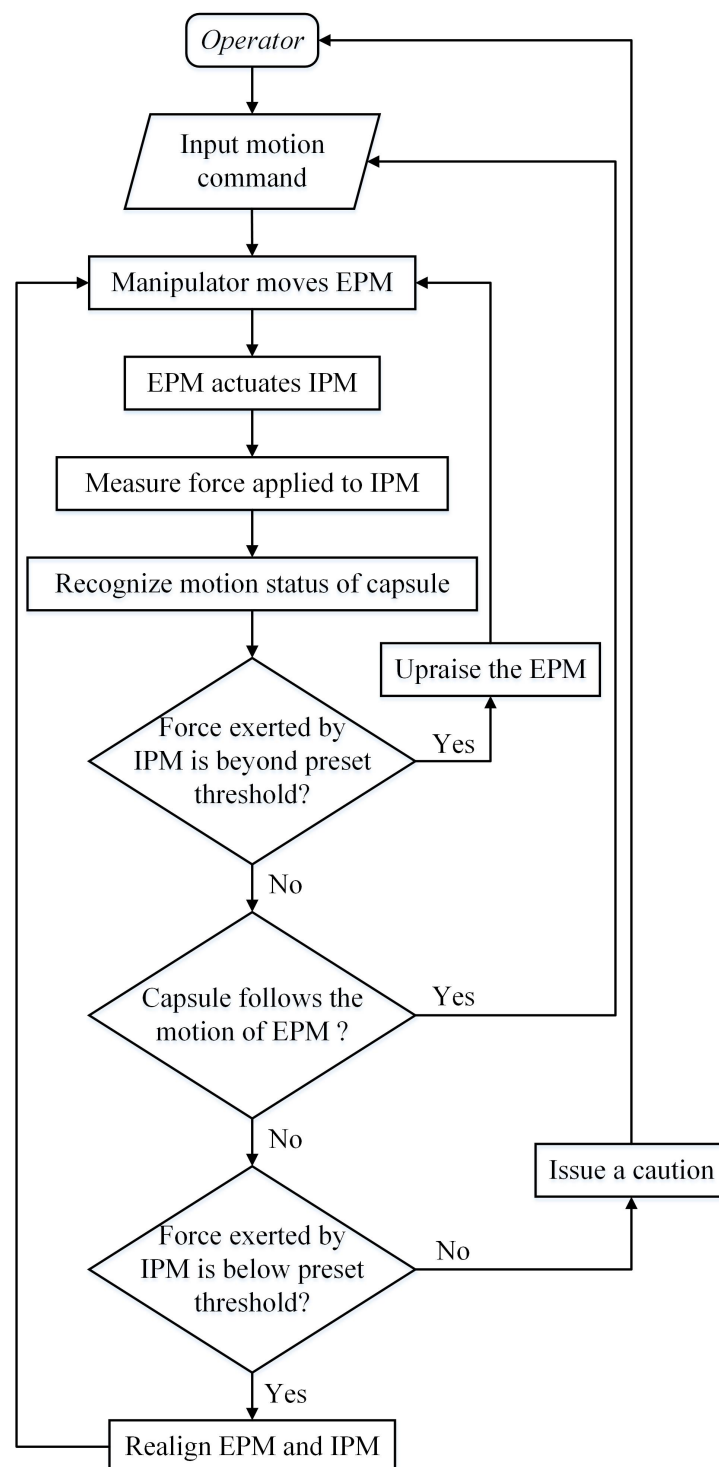 Operator
Input motion
command
Manipulator moves EPM
EPM actuates IPM
Measure force applied to IPM
Recognize motion status of capsule
Upraise the EPM
Force exerted by
IPM is beyond preset
threshold?
Yes
No
Capsule follows the
motion of EPM ?
Yes
No
Issue a caution
Force exerted by
IPM is below preset
threshold?
No
Yes
Realign EPM and IPM